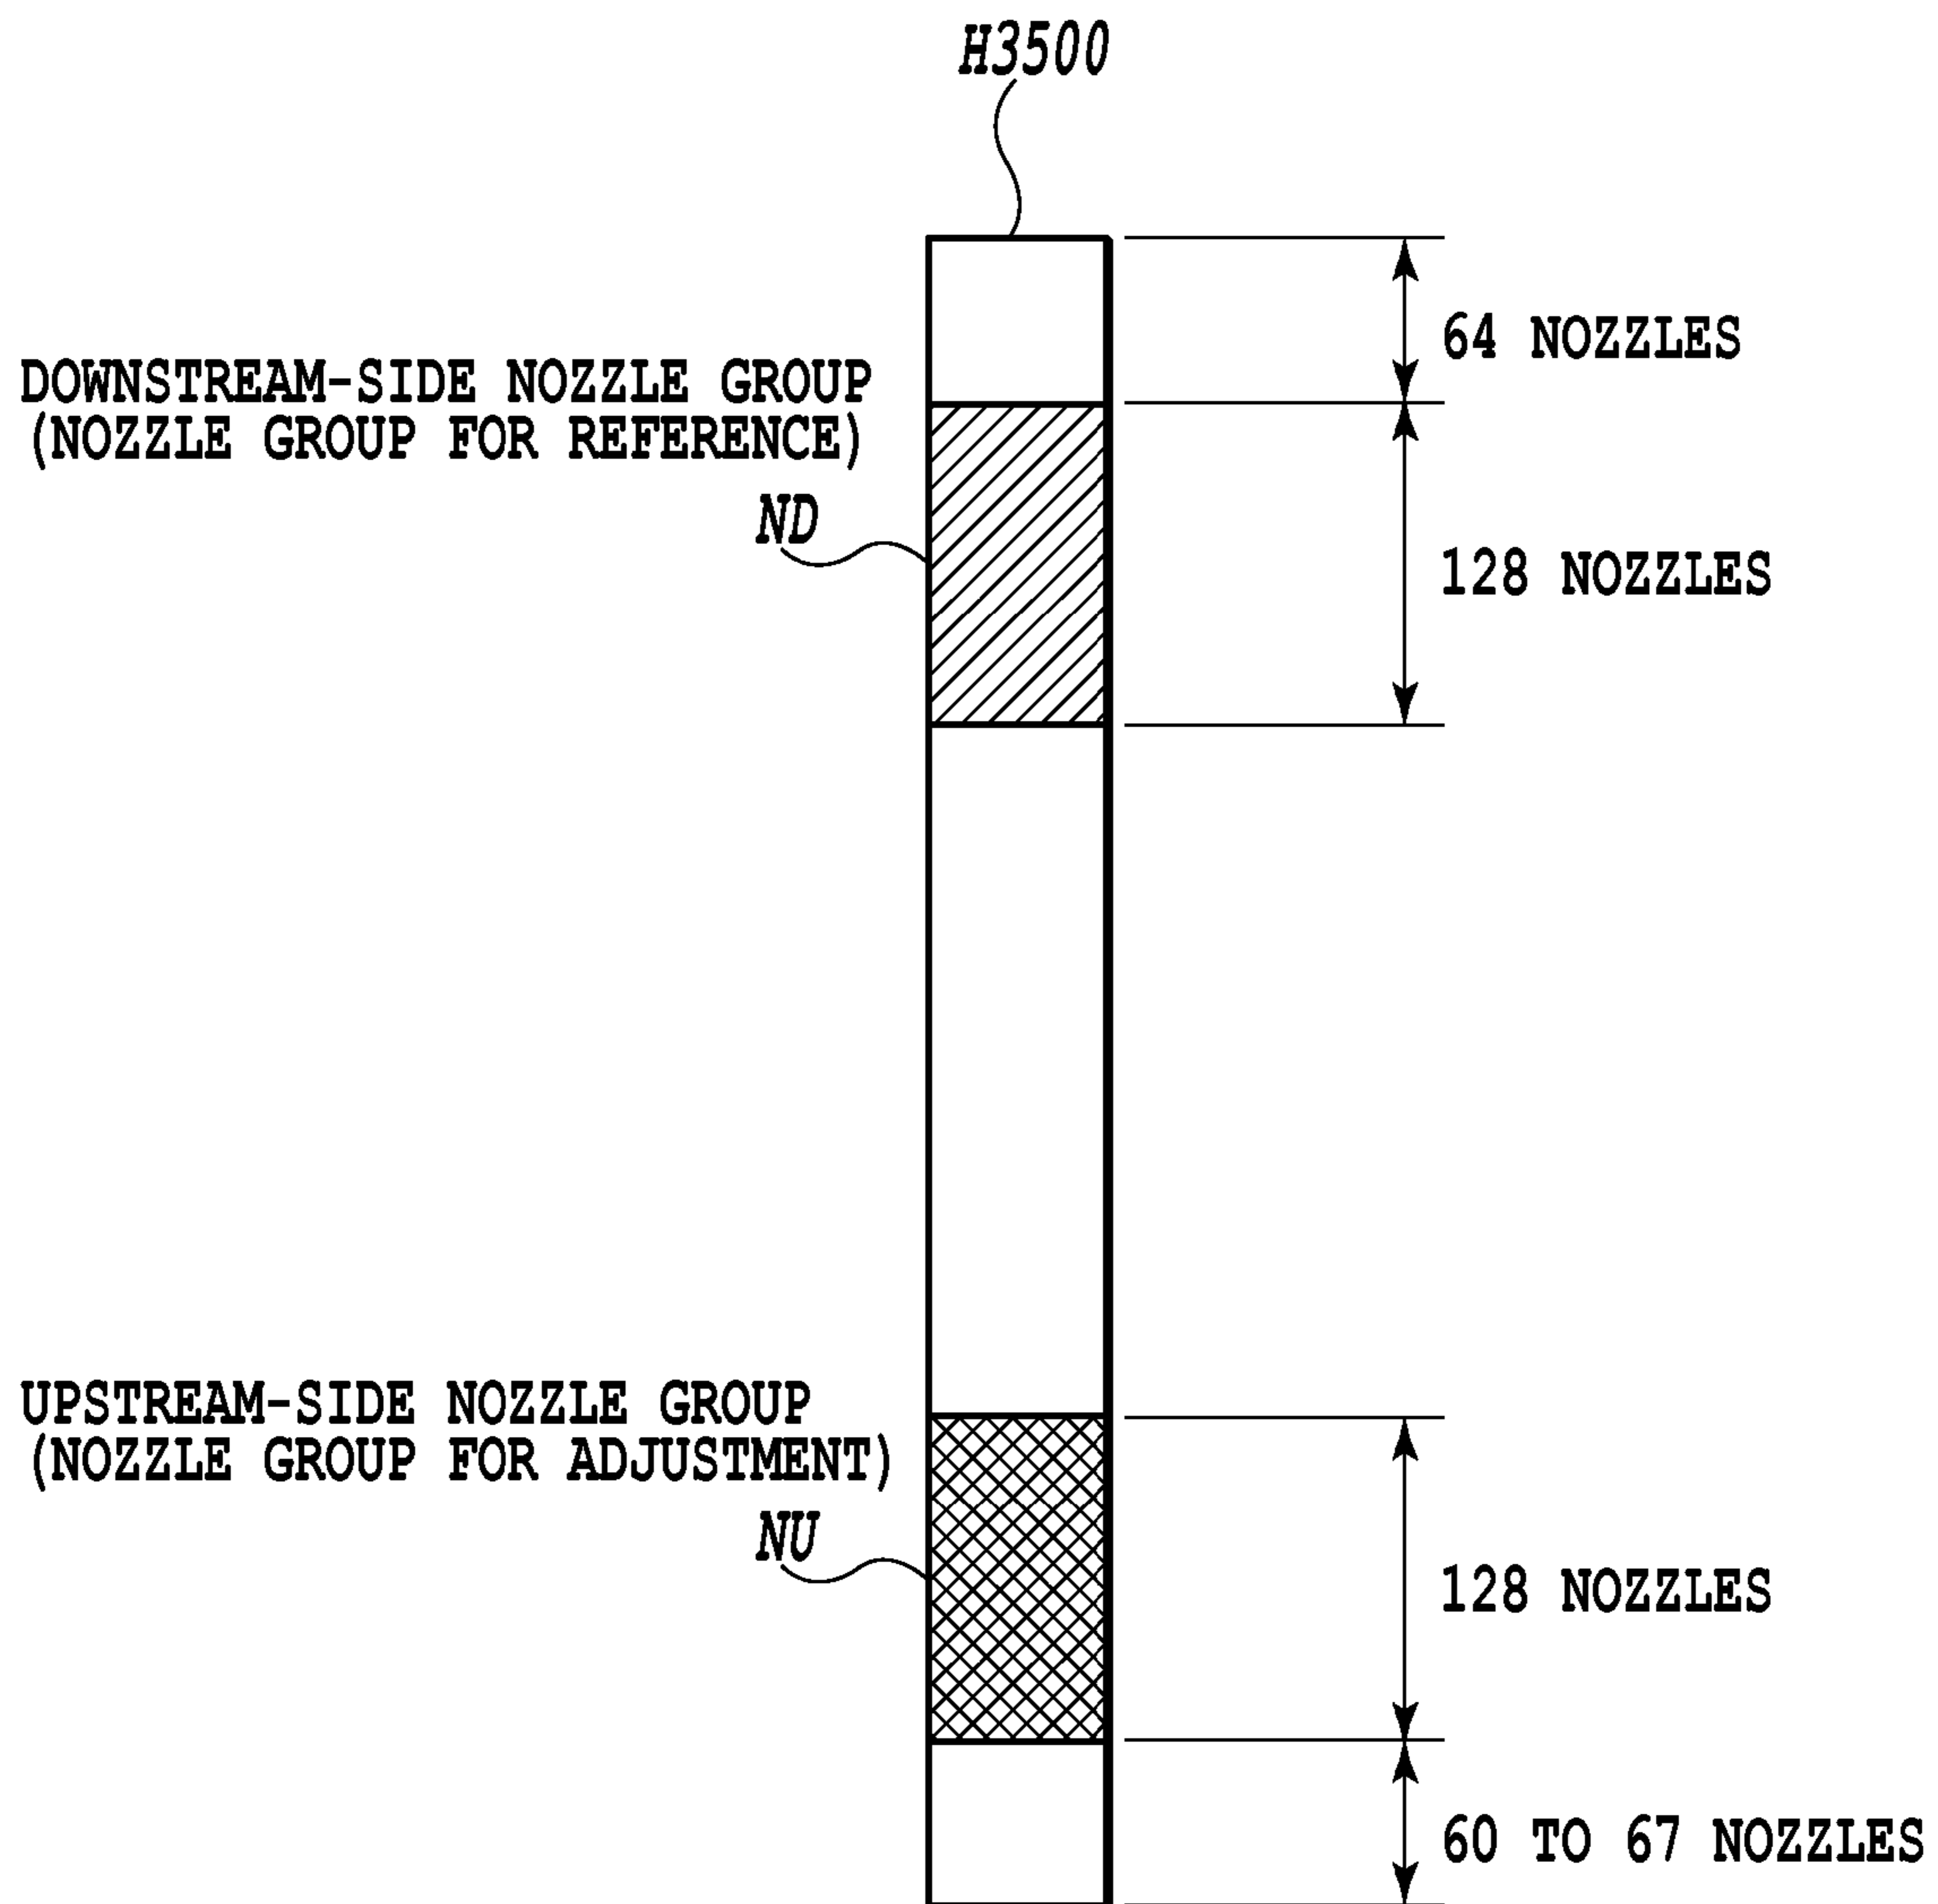 H3500
64 NOZZLES
DOWNSTREAM-SIDE NOZZLE GROUP
(NOZZLE GROUP FOR REFERENCE)
ND
128 NOZZLES
UPSTREAM-SIDE NOZZLE GROUP
(NOZZLE GROUP FOR ADJUSTMENT)
NU
128 NOZZLES
60 TO 67 NOZZLES